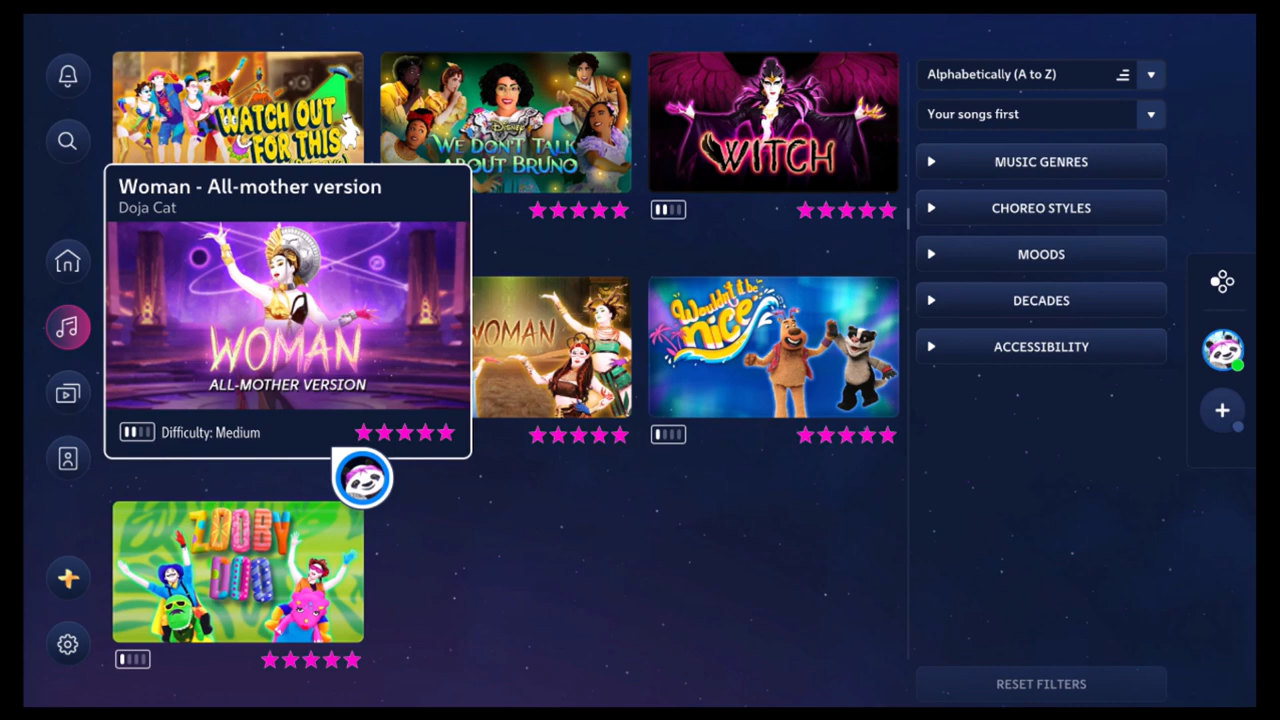 WATCH OUT
FOR THIS
Disney
WE DON'T TALK
ABOUT BRUNO
WITCH
Woman - All-mother version
Doja Cat
WOMAN
ALL-MOTHER VERSION
Difficulty: Medium
WOMAN
Wouldn't it be
nice
ZOOBY
DOO
Alphabetically (A to Z)
Your songs first
MUSIC GENRES
CHOREO STYLES
MOODS
DECADES
ACCESSIBILITY
RESET FILTERS